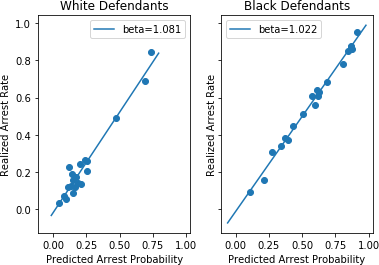 White Defendants
Black Defendants
beta=1.081
beta=1.022
Realized Arrest Rate
1.0
0.8
0.6
0.4
0.2
0.0
0.00
0.25
0.50
0.75
1.00
Predicted Arrest Probability
Realized Arrest Rate
0.00
0.25
0.50
0.75
1.00
Predicted Arrest Probability